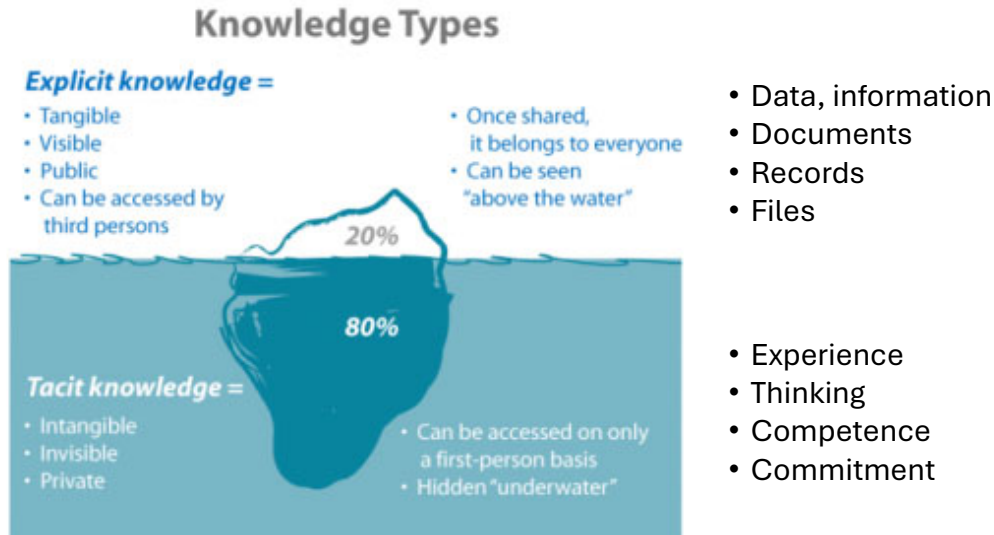 Knowledge Types
Explicit knowledge =
• Tangible
• Visible
• Public
• Can be accessed by
third persons
• Once shared,
it belongs to everyone
• Can be seen
"above the water"
• Data, information
• Documents
• Records
• Files
20%
80%
Tacit knowledge =
• Intangible
• Invisible
• Private
• Can be accessed on only
a first-person basis
• Hidden "underwater"
• Experience
• Thinking
• Competence
• Commitment